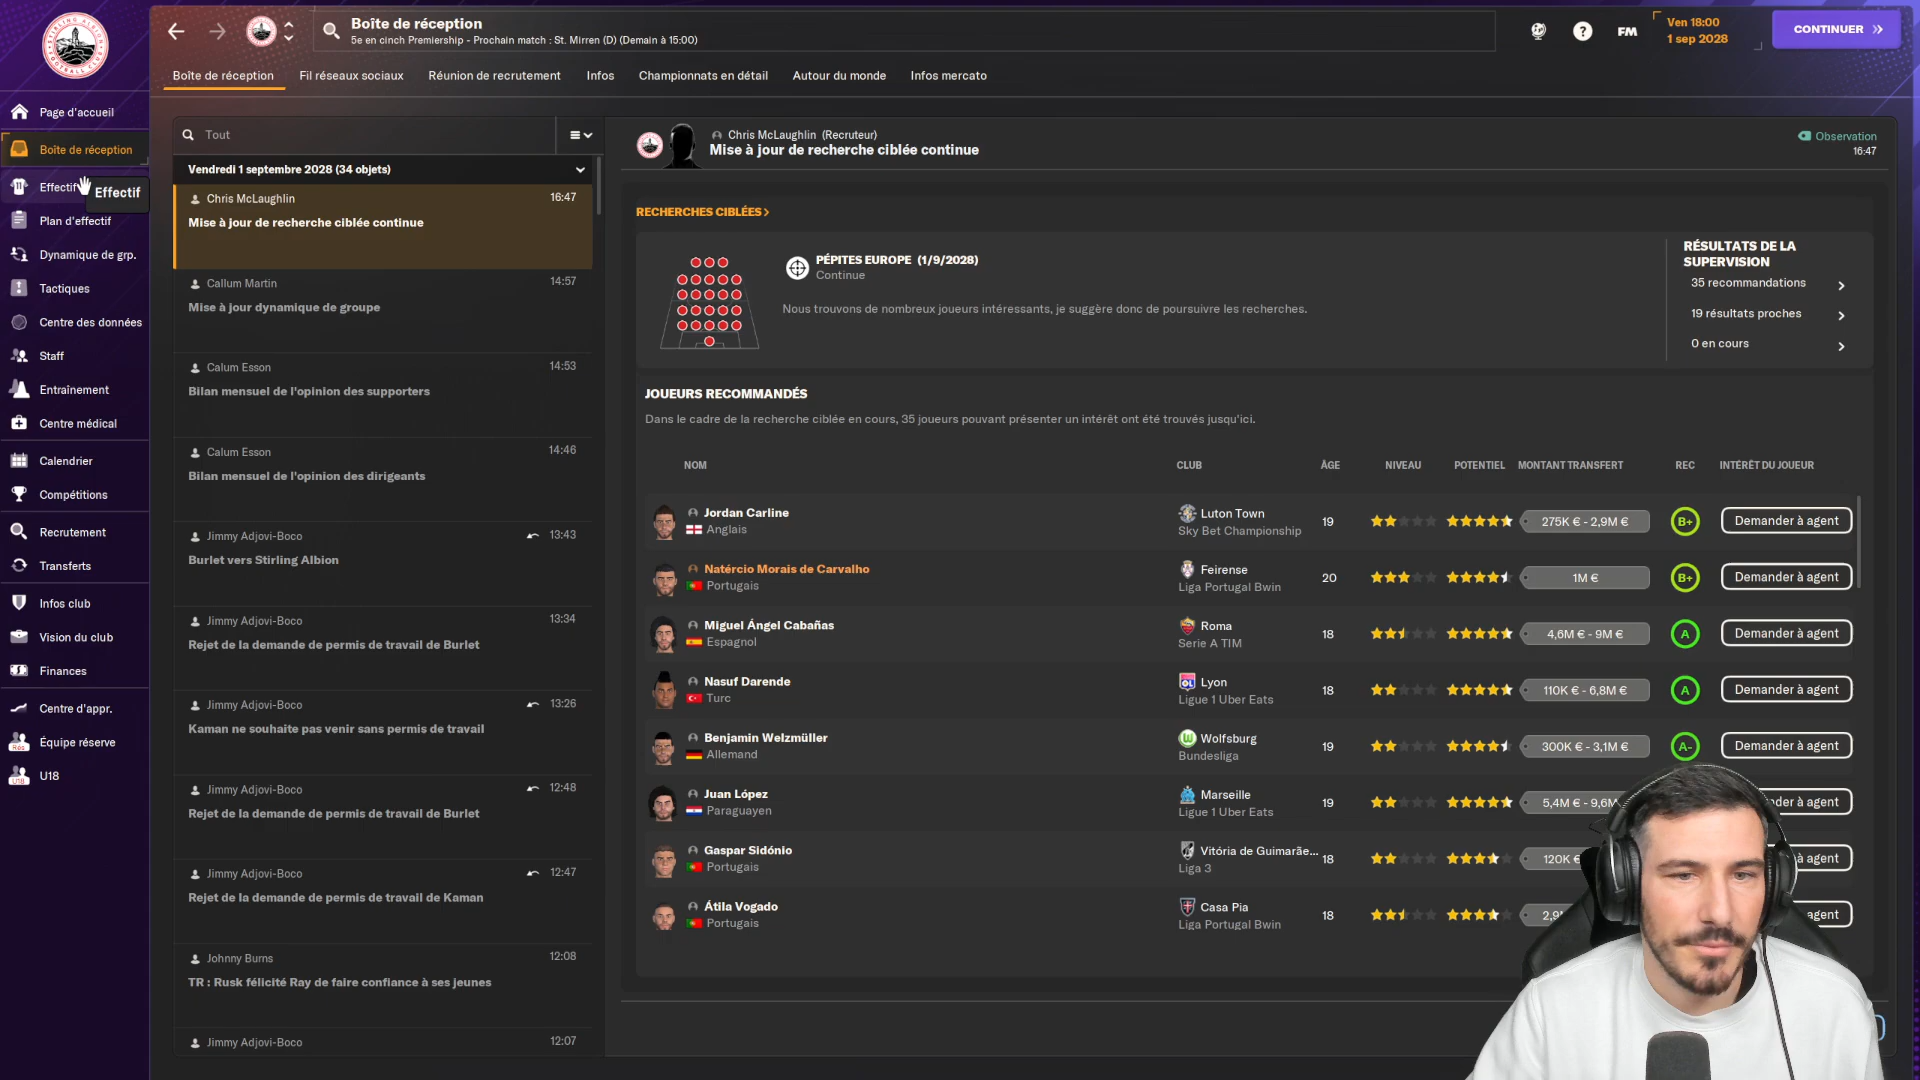 Boîte de réception
5e en cinch Premiership - Prochain match : St. Mirren (D) (Demain à 15:00)
FM
Ven 18:00
1 sep 2028
CONTINUER
Boîte de réception
Fil réseaux sociaux
Réunion de recrutement
Infos
Championnats en détail
Autour du monde
Infos mercato
Page d'accueil
Boîte de réception
Effectif
Effectif
Plan d'effectif
Dynamique de grp.
Tactiques
Centre des données
Staff
Entraînement
Centre médical
Calendrier
Compétitions
Recrutement
Transferts
Infos club
Vision du club
Finances
Centre d'appr.
Équipe réserve
U18
Tout
Vendredi 1 septembre 2028 (34 objets)
Chris McLaughlin 16:47
Mise à jour de recherche ciblée continue
Callum Martin 14:57
Mise à jour dynamique de groupe
Calum Esson 14:53
Bilan mensuel de l'opinion des supporters
Calum Esson 14:46
Bilan mensuel de l'opinion des dirigeants
Jimmy Adjovi-Boco 13:43
Burlet vers Stirling Albion
Jimmy Adjovi-Boco 13:34
Rejet de la demande de permis de travail de Burlet
Jimmy Adjovi-Boco 13:26
Kaman ne souhaite pas venir sans permis de travail
Jimmy Adjovi-Boco 12:48
Rejet de la demande de permis de travail de Burlet
Jimmy Adjovi-Boco 12:47
Rejet de la demande de permis de travail de Kaman
Johnny Burns 12:08
TR : Rusk félicité Ray de faire confiance à ses jeunes
Jimmy Adjovi-Boco 12:07
Chris McLaughlin (Recruteur)
Mise à jour de recherche ciblée continue
Observation
16:47
RECHERCHES CIBLÉES >
PÉPITES EUROPE (1/9/2028)
Continue
Nous trouvons de nombreux joueurs intéressants, je suggère donc de poursuivre les recherches.
RÉSULTATS DE LA SUPERVISION
35 recommandations
19 résultats proches
0 en cours
JOUEURS RECOMMANDÉS
Dans le cadre de la recherche ciblée en cours, 35 joueurs pouvant présenter un intérêt ont été trouvés jusqu'ici.
NOM CLUB ÂGE NIVEAU POTENTIEL MONTANT TRANSFERT REC INTÉRÊT DU JOUEUR
Jordan Carline Luton Town 19 275K € - 2,9M € B+ Demander à agent
Anglais Sky Bet Championship
Natércio Morais de Carvalho Feirense 20 1M € B+ Demander à agent
Portugais Liga Portugal Bwin
Miguel Ángel Cabañas Roma 18 4,6M € - 9M € A Demander à agent
Espagnol Serie A TIM
Nasuf Darende Lyon 18 110K € - 6,8M € A Demander à agent
Turc Ligue 1 Uber Eats
Benjamin Welzmüller Wolfsburg 19 300K € - 3,1M € A- Demander à agent
Allemand Bundesliga
Juan López Marseille 19 5,4M € - 9,6M à agent
Paraguayen Ligue 1 Uber Eats
Gaspar Sidónio Vitória de Guimarãe... 18 120K € à agent
Portugais Liga 3
Átila Vogado Casa Pia 18 agent
Portugais Liga Portugal Bwin